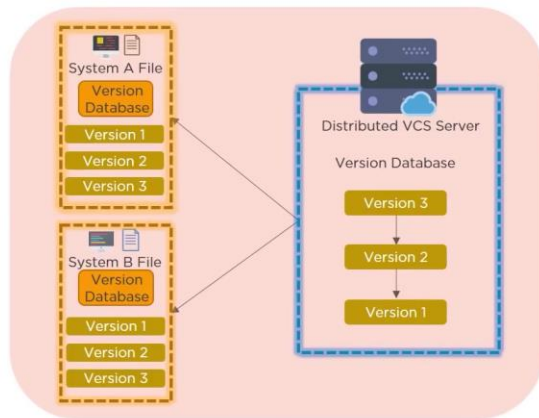 System A File
Version
Database
Version 1
Version 2
Version 3
System B File
Version
Database
Version 1
Version 2
Version 3
Distributed VCS Server
Version Database
Version 3
Version 2
Version 1